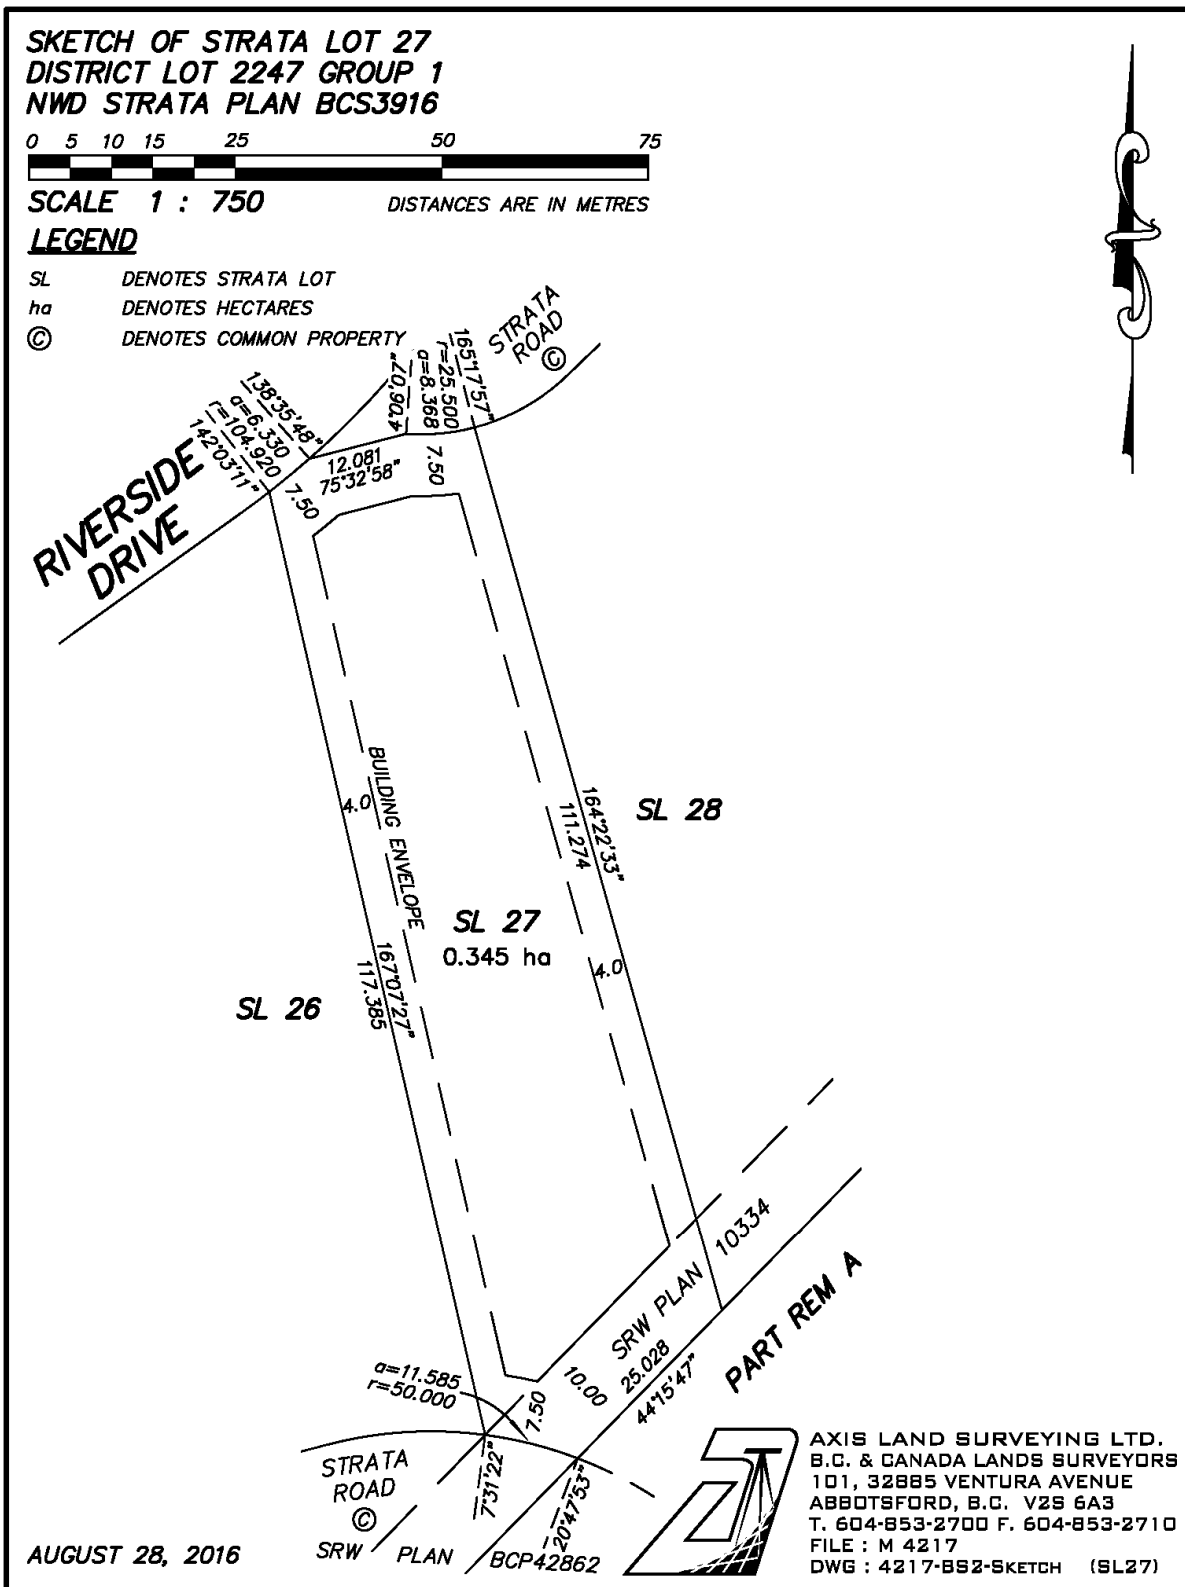 SKETCH OF STRATA LOT 27
DISTRICT LOT 2247 GROUP 1
NWD STRATA PLAN BCS3916
0 5 10 15 25 50 75
SCALE 1 : 750 DISTANCES ARE IN METRES
LEGEND
SL DENOTES STRATA LOT
ha DENOTES HECTARES
Ⓒ DENOTES COMMON PROPERTY
STRATA
ROAD
Ⓒ
165°17'57"
r=25.500
a=8.368
4°06'07"
138°35'48"
a=6.330
r=104.920
142°03'11"
12.081
75°32'58"
7.50
7.50
RIVERSIDE
DRIVE
BUILDING ENVELOPE
4.0
164°22'33"
111.274
SL 28
SL 27
0.345 ha
4.0
167°07'27"
117.385
SL 26
SRW PLAN 10334
PART REM A
25.028
44°15'47"
10.00
7.50
a=11.585
r=50.000
STRATA
ROAD
Ⓒ
7°31'22"
20°47'53"
SRW PLAN BCP42862
AUGUST 28, 2016
AXIS LAND SURVEYING LTD.
B.C. & CANADA LANDS SURVEYORS
101, 32885 VENTURA AVENUE
ABBOTSFORD, B.C. V2S 6A3
T. 604-853-2700 F. 604-853-2710
FILE : M 4217
DWG : 4217-BS2-SKETCH (SL27)